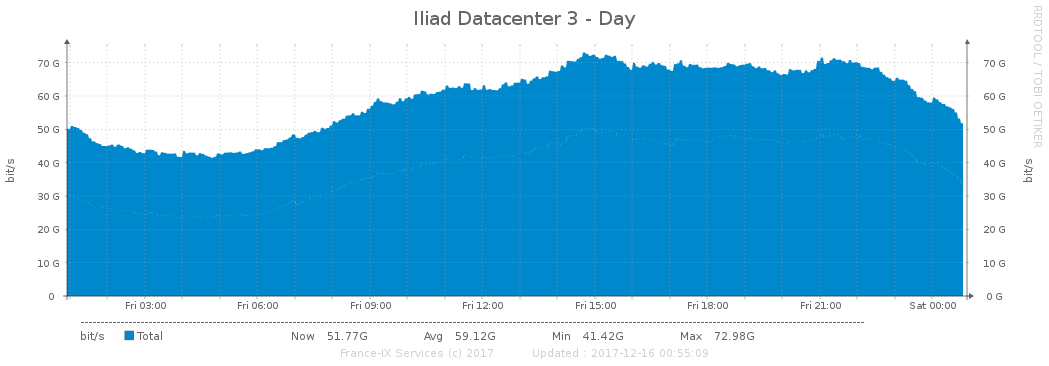 Iliad Datacenter 3 - Day
RRDTOOL / TOBI OETIKER
bit/s
70 G
60 G
50 G
40 G
30 G
20 G
10 G
0
70 G
60 G
50 G
40 G
30 G
20 G
10 G
0 G
bit/s
Fri 03:00 Fri 06:00 Fri 09:00 Fri 12:00 Fri 15:00 Fri 18:00 Fri 21:00 Sat 00:00
bit/s Total Now 51.77G Avg 59.12G Min 41.42G Max 72.98G
France-IX Services (c) 2017 Updated : 2017-12-16 00:55:09